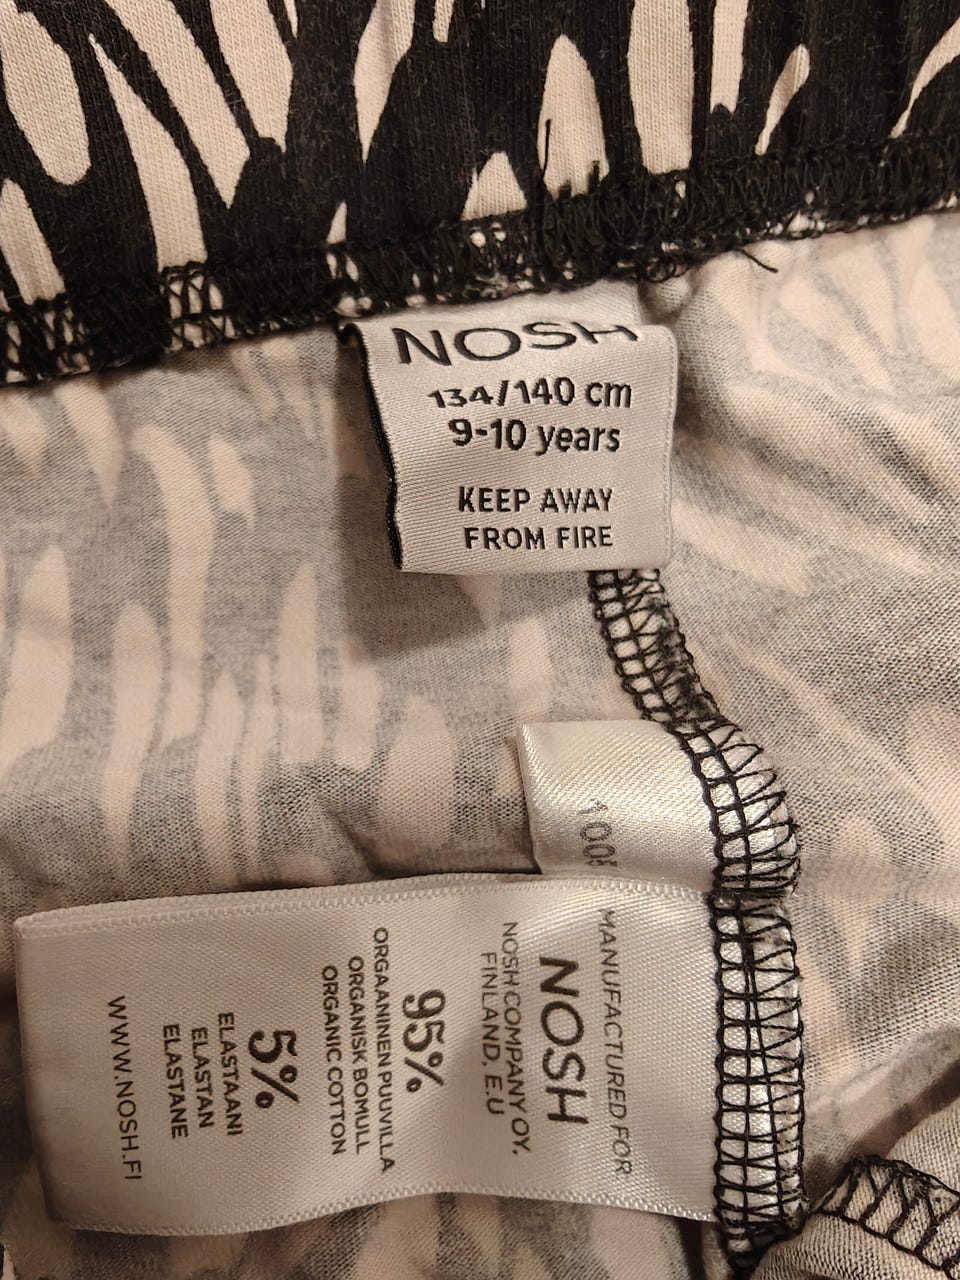 NOSH
134/140 cm
9-10 years
KEEP AWAY
FROM FIRE
MANUFACTURED FOR
NOSH
NOSH COMPANY OY.
FINLAND, E.U
95%
ORGAANINEN PUUVILLA
ORGANISK BOMULL
ORGANIC COTTON
5%
ELASTAANI
ELASTAN
ELASTANE
WWW.NOSH.FI